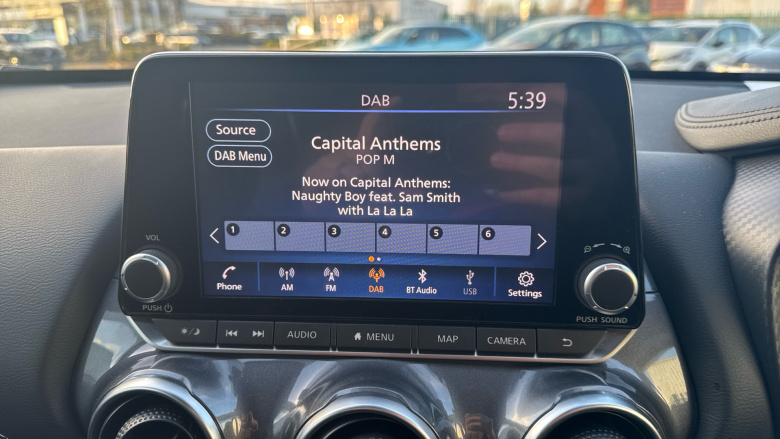 DAB
5:39
Source
DAB Menu
Capital Anthems
POP M
Now on Capital Anthems:
Naughty Boy feat. Sam Smith
with La La La
1 2 3 4 5 6
Phone AM FM DAB BT Audio USB Settings
VOL
PUSH
PUSH SOUND
AUDIO MENU MAP CAMERA